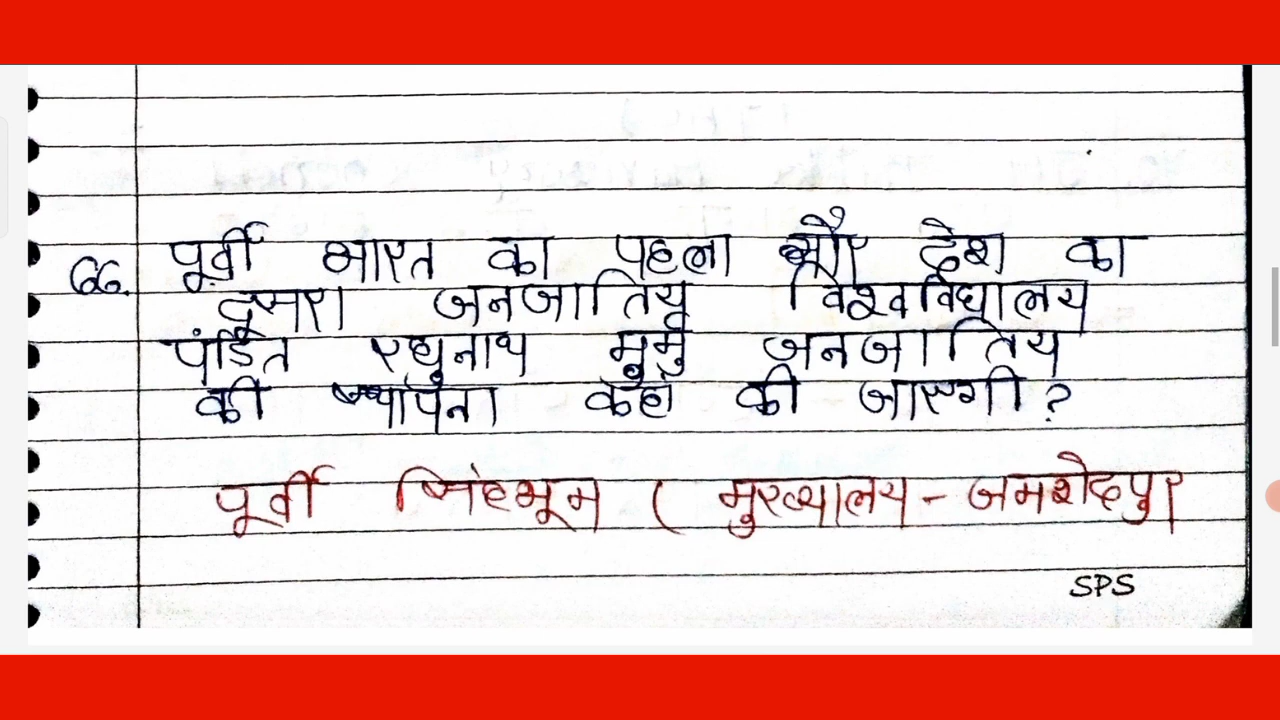 66. पूर्वी भारत का पहला और देश का
दूसरा जनजातिय विश्वविद्यालय
पंडित रघुनाथ मूर्मु जनजातिय
की स्थापना कहां की जाएगी?
पूर्वी सिंहभूम ( मुख्यालय - जमशेदपुर
SPS